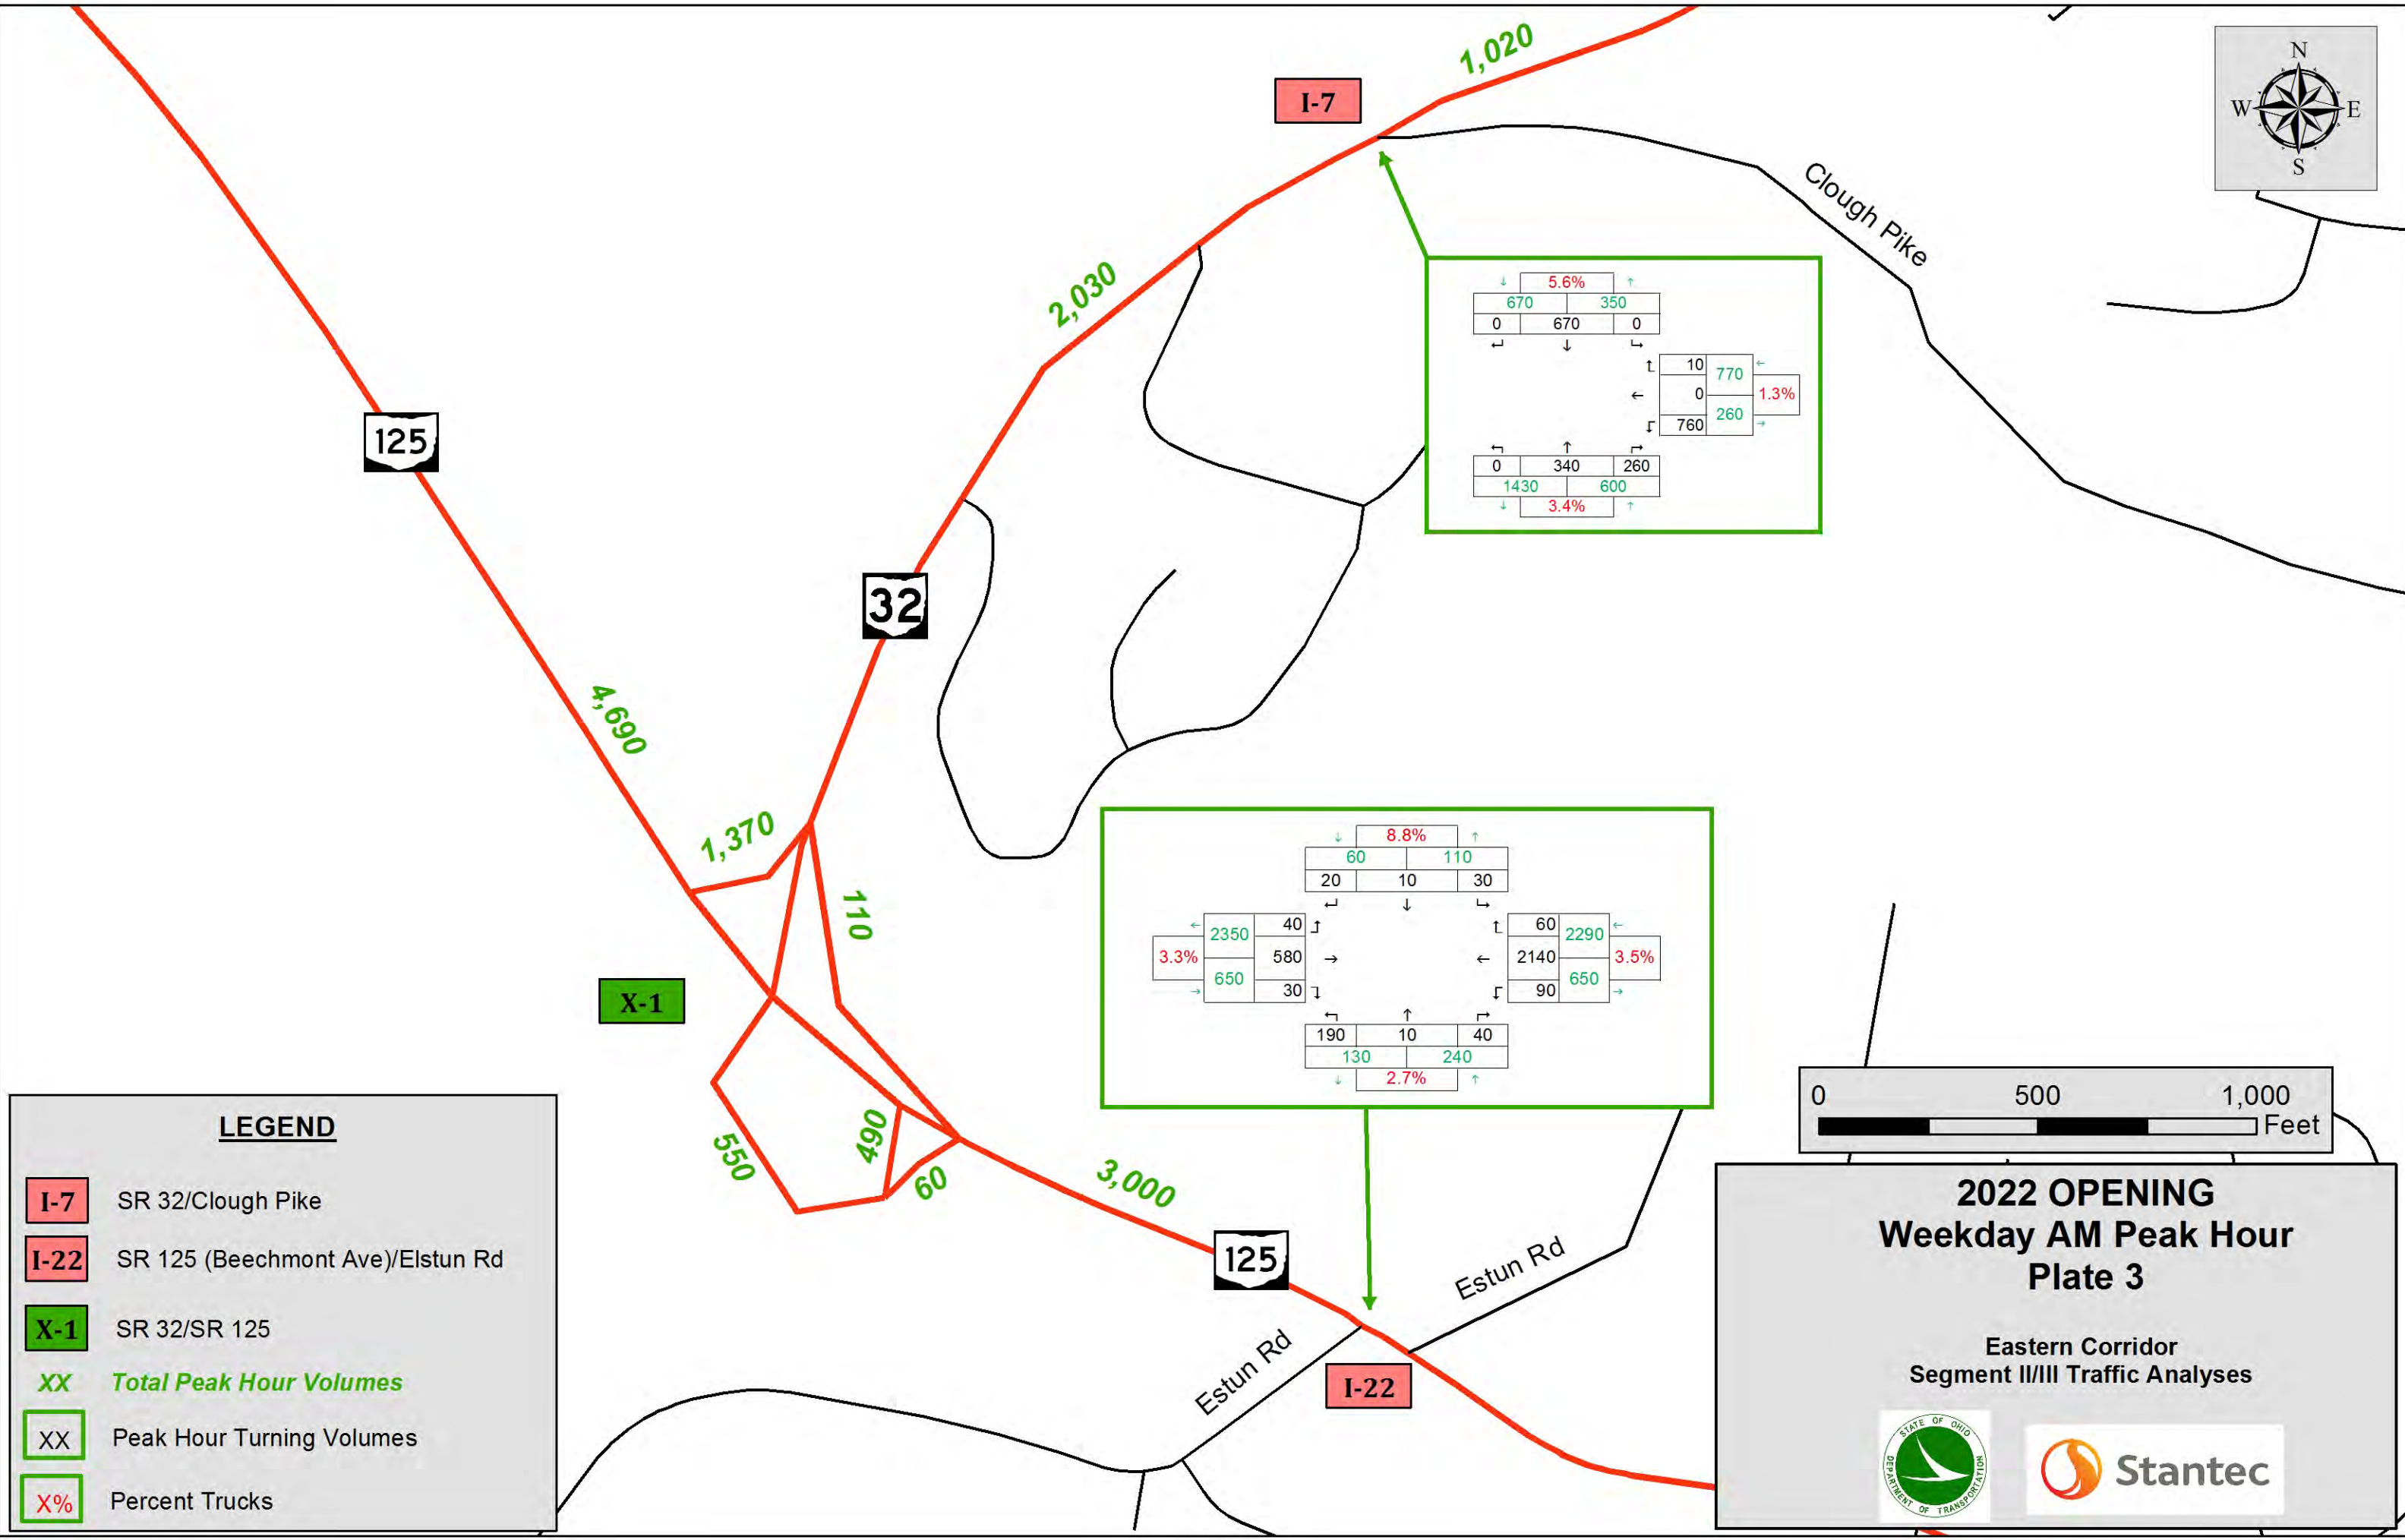 1,020
I-7
N
W E
S
Clough Pike
2,030
↓ 5.6% ↑
670 350
0 670 0
↵ ↓ ↳
10 770 ←
← 0 1.3%
760 260 →
↰ ↑ ↱
0 340 260
1430 600
↓ 3.4% ↑
125
32
4,690
1,370
110
X-1
550
490
60
3,000
↓ 8.8% ↑
60 110
20 10 30
↵ ↓ ↳
← 2350 40 60 2290 ←
3.3% 580 → ← 2140 3.5%
→ 650 30 90 650 →
↰ ↑ ↱
190 10 40
130 240
↓ 2.7% ↑
125
Estun Rd
Estun Rd
I-22
0 500 1,000
Feet
LEGEND
I-7 SR 32/Clough Pike
I-22 SR 125 (Beechmont Ave)/Elstun Rd
X-1 SR 32/SR 125
XX Total Peak Hour Volumes
XX Peak Hour Turning Volumes
X% Percent Trucks
2022 OPENING
Weekday AM Peak Hour
Plate 3
Eastern Corridor
Segment II/III Traffic Analyses
STATE OF OHIO
DEPARTMENT OF TRANSPORTATION
Stantec